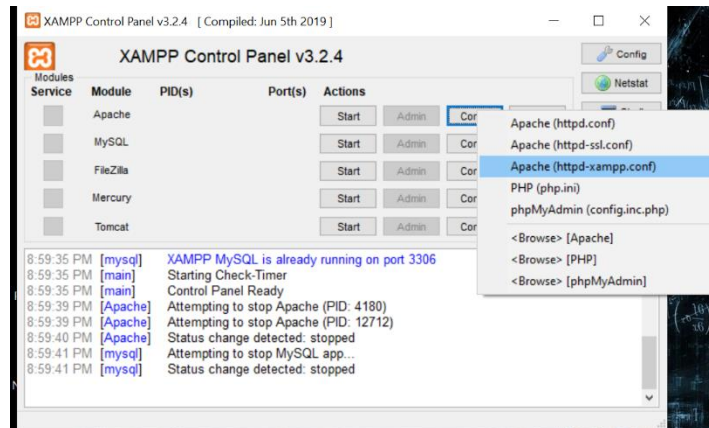 XAMPP Control Panel v3.2.4 [ Compiled: Jun 5th 2019 ]
XAMPP Control Panel v3.2.4
Config
Netstat
Modules
Service Module PID(s) Port(s) Actions
Apache Start Admin
MySQL Start Admin
FileZilla Start Admin
Mercury Start Admin
Tomcat Start Admin
Apache (httpd.conf)
Apache (httpd-ssl.conf)
Apache (httpd-xampp.conf)
PHP (php.ini)
phpMyAdmin (config.inc.php)
<Browse> [Apache]
<Browse> [PHP]
<Browse> [phpMyAdmin]
8:59:35 PM [mysql] XAMPP MySQL is already running on port 3306
8:59:35 PM [main] Starting Check-Timer
8:59:35 PM [main] Control Panel Ready
8:59:39 PM [Apache] Attempting to stop Apache (PID: 4180)
8:59:39 PM [Apache] Attempting to stop Apache (PID: 12712)
8:59:40 PM [Apache] Status change detected: stopped
8:59:41 PM [mysql] Attempting to stop MySQL app...
8:59:41 PM [mysql] Status change detected: stopped